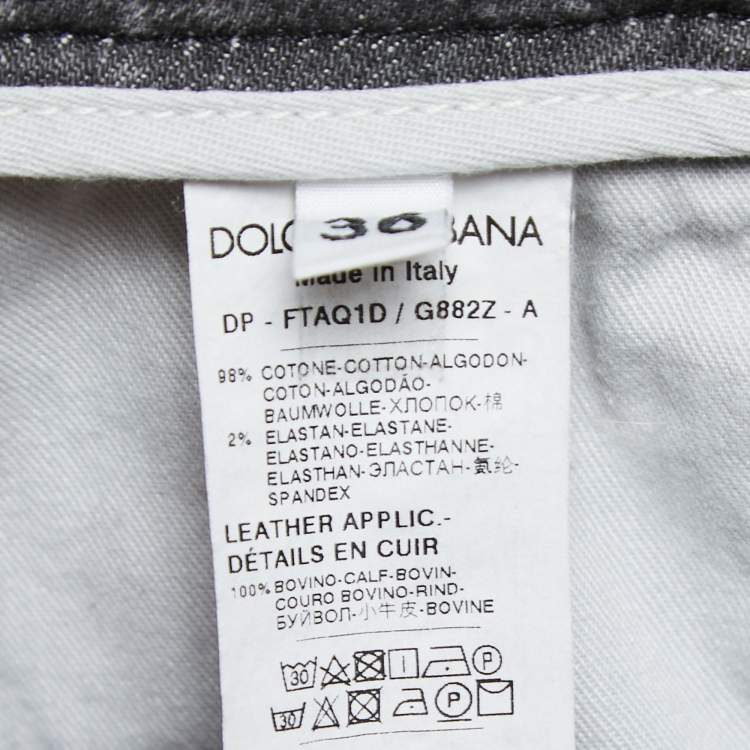 36
DOLC BANA
Made in Italy
DP - FTAQ1D / G882Z - A
98% COTONE-COTTON-ALGODON-
COTON-ALGODÃO-
BAUMWOLLE-ХЛОПОК-棉
2% ELASTAN-ELASTANE-
ELASTANO-ELASTHANNE-
ELASTHAN-ЭЛАСТАН-氨纶-
SPANDEX
LEATHER APPLIC.-
DÉTAILS EN CUIR
100% BOVINO-CALF-BOVIN-
COURO BOVINO-RIND-
БУЙВОЛ-小牛皮-BOVINE
30 P
30 P